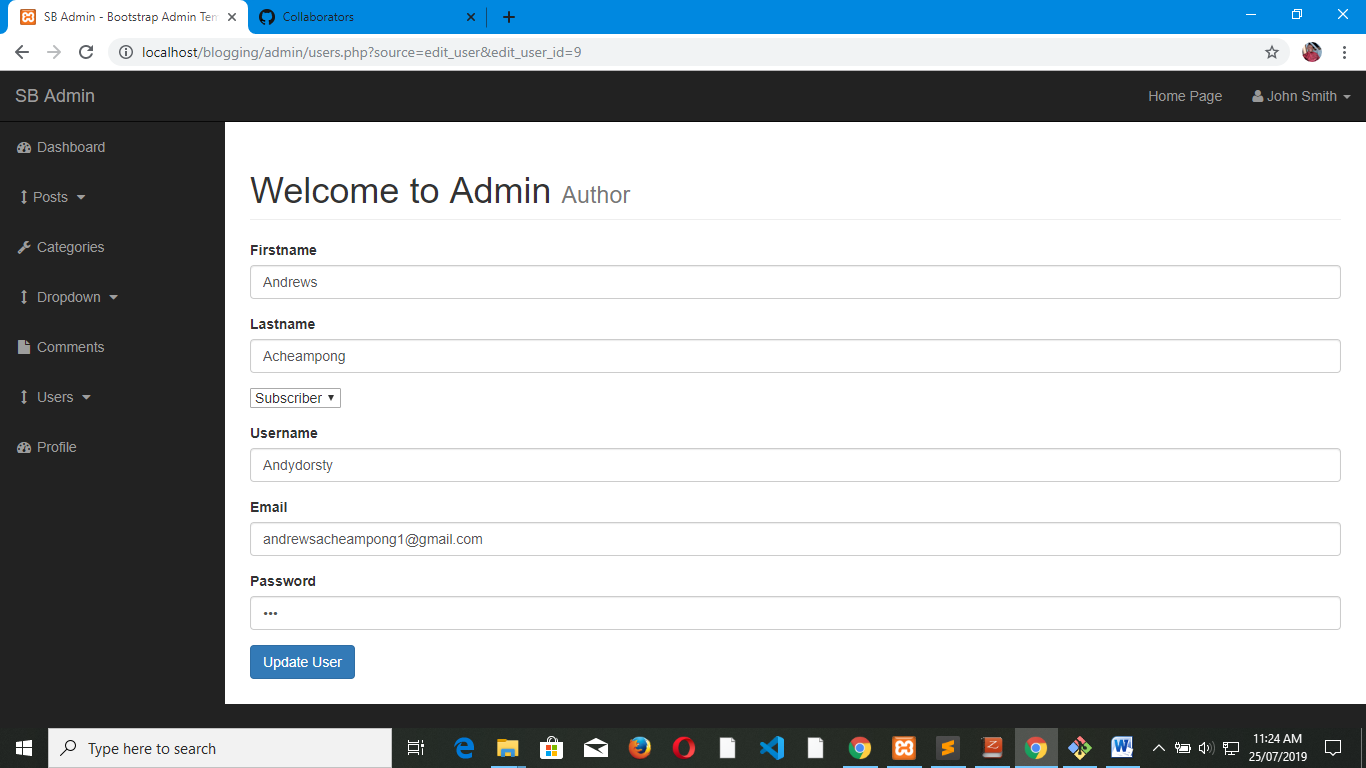 SB Admin - Bootstrap Admin Tem
Collaborators
localhost/blogging/admin/users.php?source=edit_user&edit_user_id=9
SB Admin
Home Page
John Smith
Dashboard
Posts
Categories
Dropdown
Comments
Users
Profile
Welcome to Admin Author
Firstname
Andrews
Lastname
Acheampong
Subscriber
Username
Andydorsty
Email
andrewsacheampong1@gmail.com
Password
•••
Update User
Type here to search
11:24 AM
25/07/2019